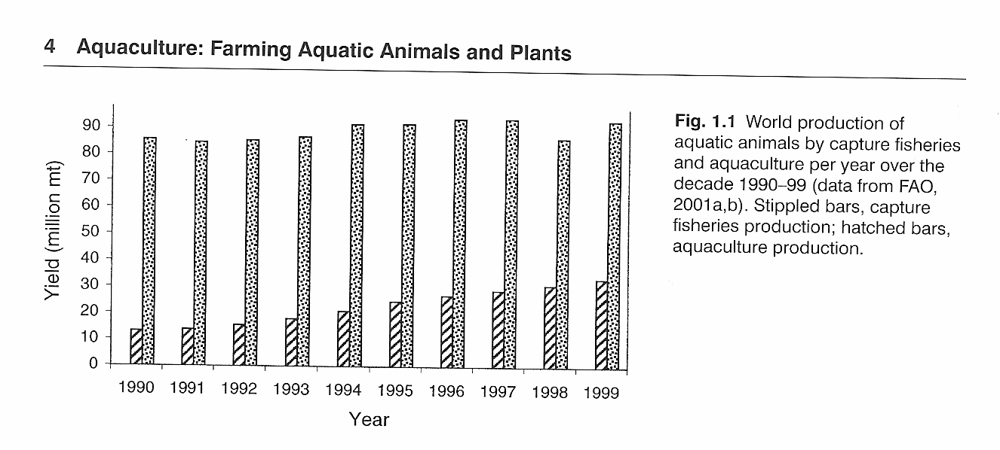 4 Aquaculture: Farming Aquatic Animals and Plants
90
80
70
60
50
40
30
20
10
0
Yield (million mt)
1990 1991 1992 1993 1994 1995 1996 1997 1998 1999
Year
Fig. 1.1 World production of
aquatic animals by capture fisheries
and aquaculture per year over the
decade 1990–99 (data from FAO,
2001a,b). Stippled bars, capture
fisheries production; hatched bars,
aquaculture production.